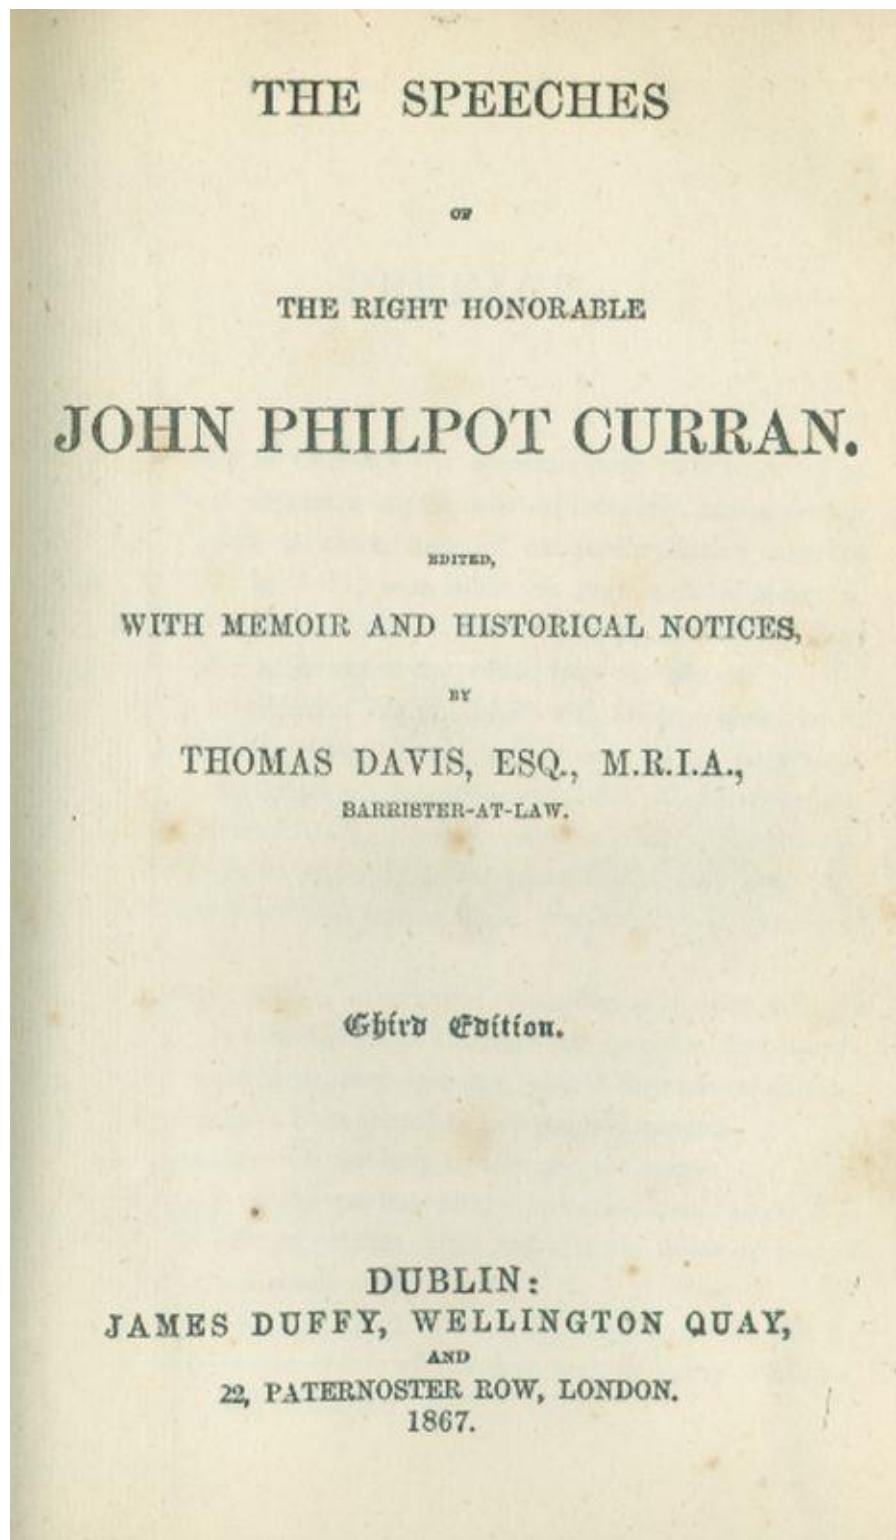 THE SPEECHES
OF
THE RIGHT HONORABLE
JOHN PHILPOT CURRAN.
EDITED,
WITH MEMOIR AND HISTORICAL NOTICES,
BY
THOMAS DAVIS, ESQ., M.R.I.A.,
BARRISTER-AT-LAW.
Third Edition.
DUBLIN:
JAMES DUFFY, WELLINGTON QUAY,
AND
22, PATERNOSTER ROW, LONDON.
1867.